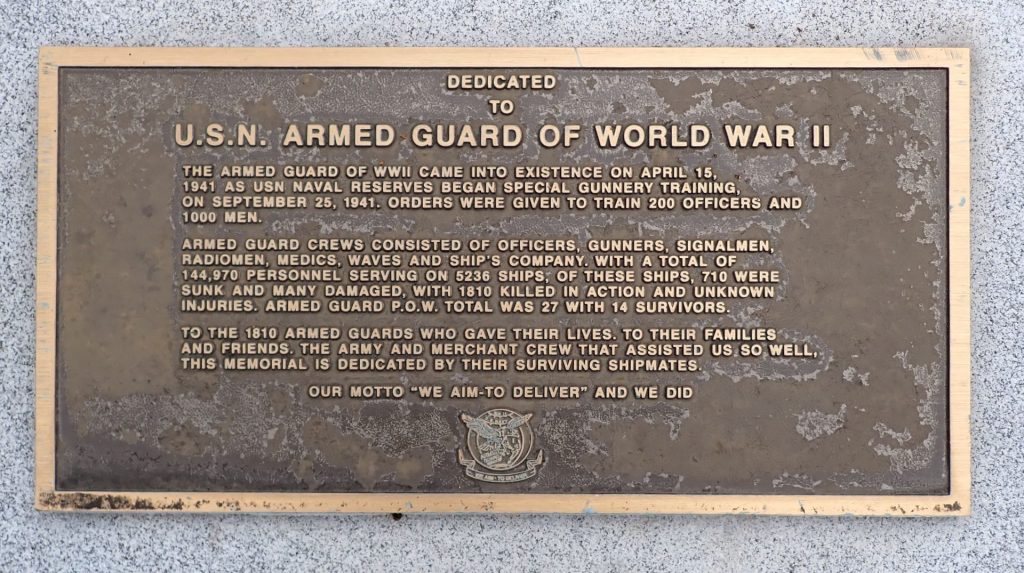 DEDICATED
TO
U.S.N. ARMED GUARD OF WORLD WAR II
THE ARMED GUARD OF WWII CAME INTO EXISTENCE ON APRIL 15,
1941 AS USN NAVAL RESERVES BEGAN SPECIAL GUNNERY TRAINING,
ON SEPTEMBER 25, 1941. ORDERS WERE GIVEN TO TRAIN 200 OFFICERS AND
1000 MEN.
ARMED GUARD CREWS CONSISTED OF OFFICERS, GUNNERS, SIGNALMEN,
RADIOMEN, MEDICS, WAVES AND SHIP'S COMPANY. WITH A TOTAL OF
144,970 PERSONNEL SERVING ON 5236 SHIPS; OF THESE SHIPS, 710 WERE
SUNK AND MANY DAMAGED, WITH 1810 KILLED IN ACTION AND UNKNOWN
INJURIES. ARMED GUARD P.O.W. TOTAL WAS 27 WITH 14 SURVIVORS.
TO THE 1810 ARMED GUARDS WHO GAVE THEIR LIVES. TO THEIR FAMILIES
AND FRIENDS. THE ARMY AND MERCHANT CREW THAT ASSISTED US SO WELL,
THIS MEMORIAL IS DEDICATED BY THEIR SURVIVING SHIPMATES.
OUR MOTTO "WE AIM-TO DELIVER" AND WE DID
WE AIM-TO DELIVER